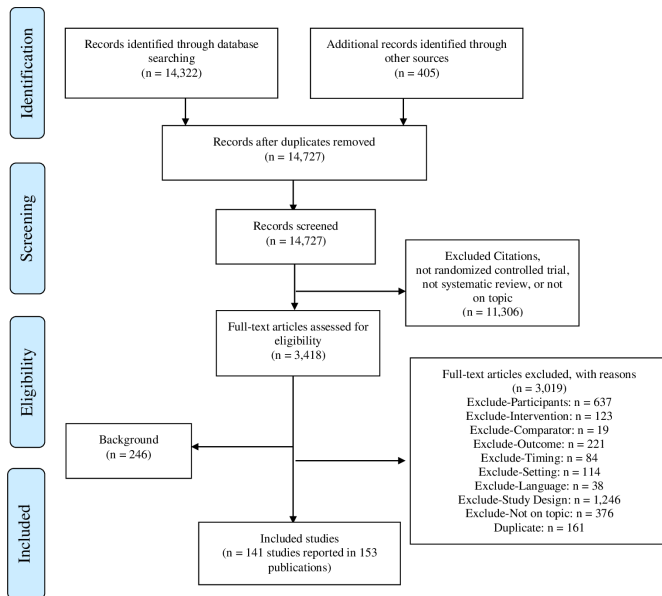 Identification
Records identified through database
searching
(n = 14,322)
Additional records identified through
other sources
(n = 405)
Records after duplicates removed
(n = 14,727)
Screening
Records screened
(n = 14,727)
Excluded Citations,
not randomized controlled trial,
not systematic review, or not
on topic
(n = 11,306)
Eligibility
Full-text articles assessed for
eligibility
(n = 3,418)
Full-text articles excluded, with reasons
(n = 3,019)
Exclude-Participants: n = 637
Exclude-Intervention: n = 123
Exclude-Comparator: n = 19
Exclude-Outcome: n = 221
Exclude-Timing: n = 84
Exclude-Setting: n = 114
Exclude-Language: n = 38
Exclude-Study Design: n = 1,246
Exclude-Not on topic: n = 376
Duplicate: n = 161
Background
(n = 246)
Included
Included studies
(n = 141 studies reported in 153
publications)